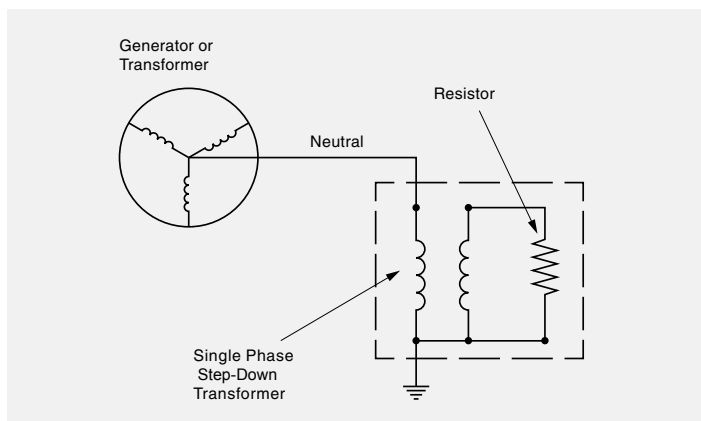 Generator or
Transformer
Resistor
Neutral
Single Phase
Step-Down
Transformer